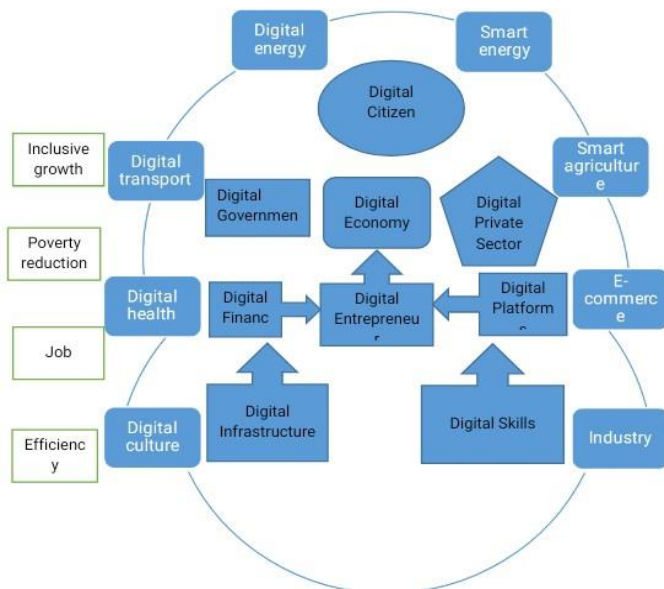 Digital
energy
Smart
energy
Digital
Citizen
Inclusive
growth
Digital
transport
Smart
agricultur
e
Digital
Governmen
Digital
Economy
Digital
Private
Sector
Poverty
reduction
Digital
health
Digital
Financ
Digital
Entrepreneu
r
Digital
Platform
s
E-
commerc
e
Job
Digital
culture
Digital
Infrastructure
Digital Skills
Industry
Efficienc
y